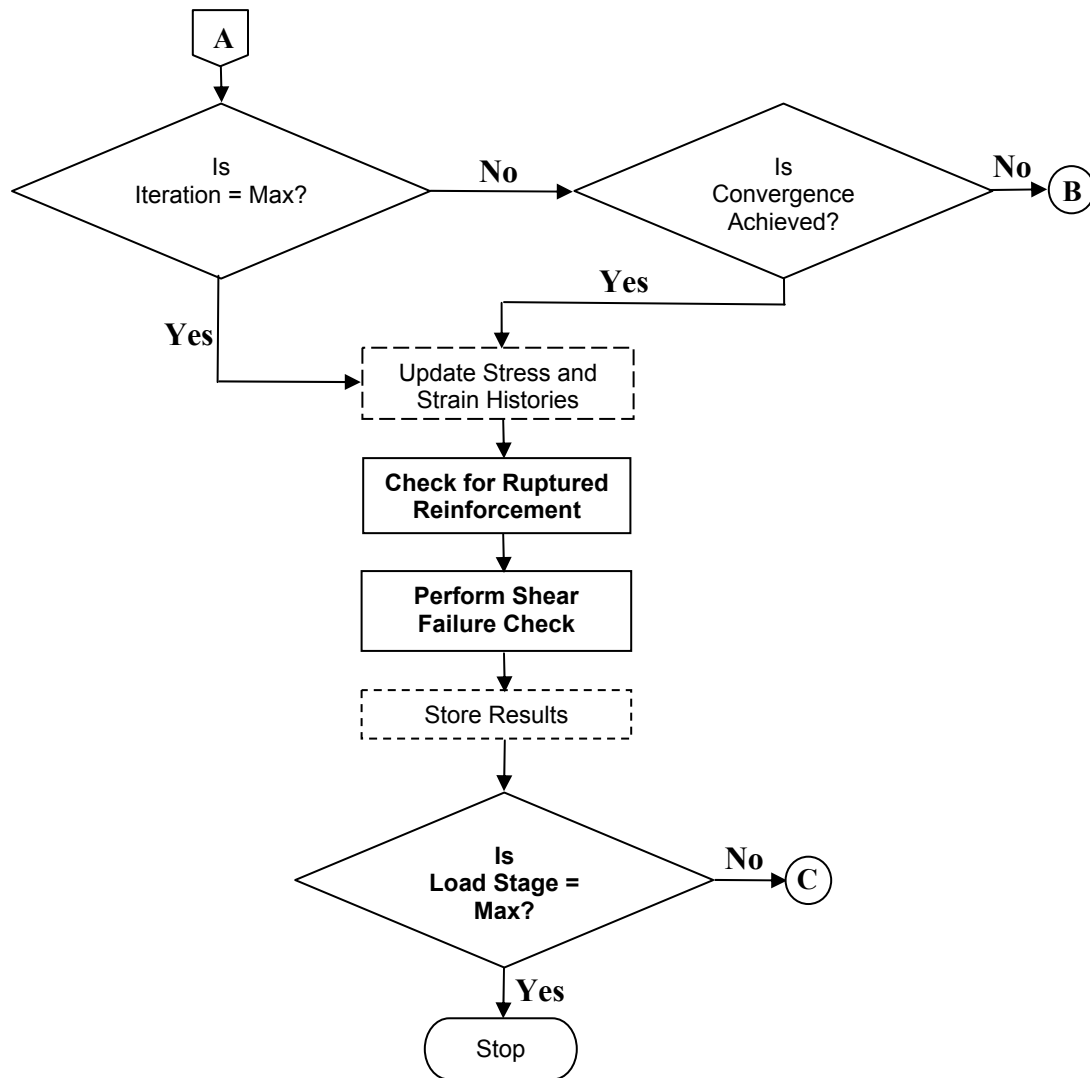 A
Is
Iteration = Max?
No
Is
Convergence
Achieved?
No
B
Yes
Yes
Update Stress and
Strain Histories
Check for Ruptured
Reinforcement
Perform Shear
Failure Check
Store Results
Is
Load Stage =
Max?
No
C
Yes
Stop